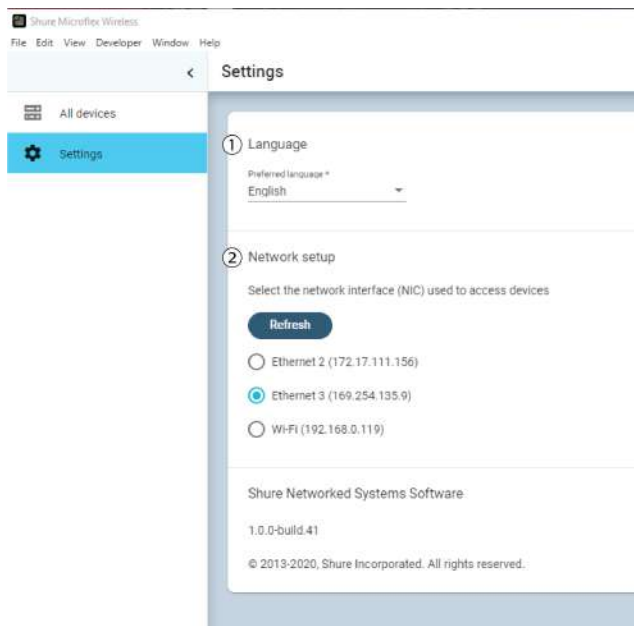 Shure Microflex Wireless
File Edit View Developer Window Help
Settings
All devices
Settings
① Language
Preferred language *
English
② Network setup
Select the network interface (NIC) used to access devices
Refresh
Ethernet 2 (172.17.111.156)
Ethernet 3 (169.254.135.9)
Wi-Fi (192.168.0.119)
Shure Networked Systems Software
1.0.0-build.41
© 2013-2020, Shure Incorporated. All rights reserved.